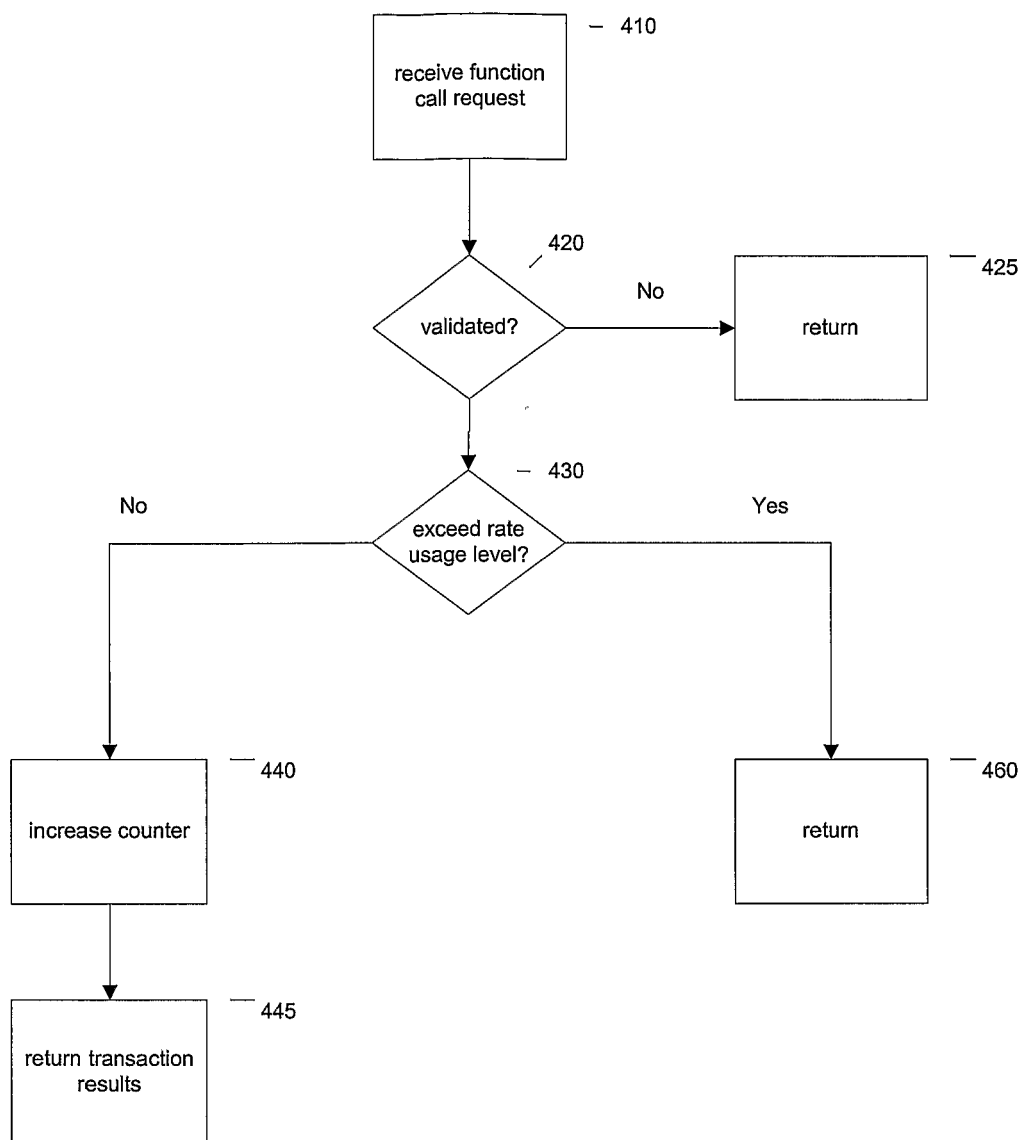 410
receive function
call request
420
validated?
No
425
return
430
No
exceed rate
usage level?
Yes
440
increase counter
460
return
445
return transaction
results